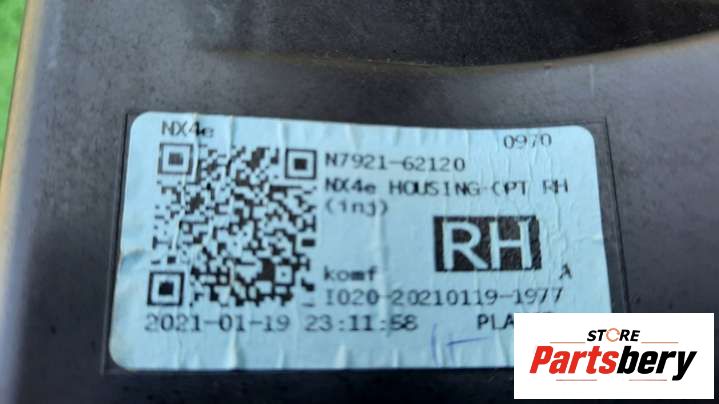 NX4e
0970
N7921-62120
NX4e HOUSING-OPT RH
(inj)
RH
komf
A
I020-20210119-1977
2021-01-19 23:11:58
STORE
Partsbery